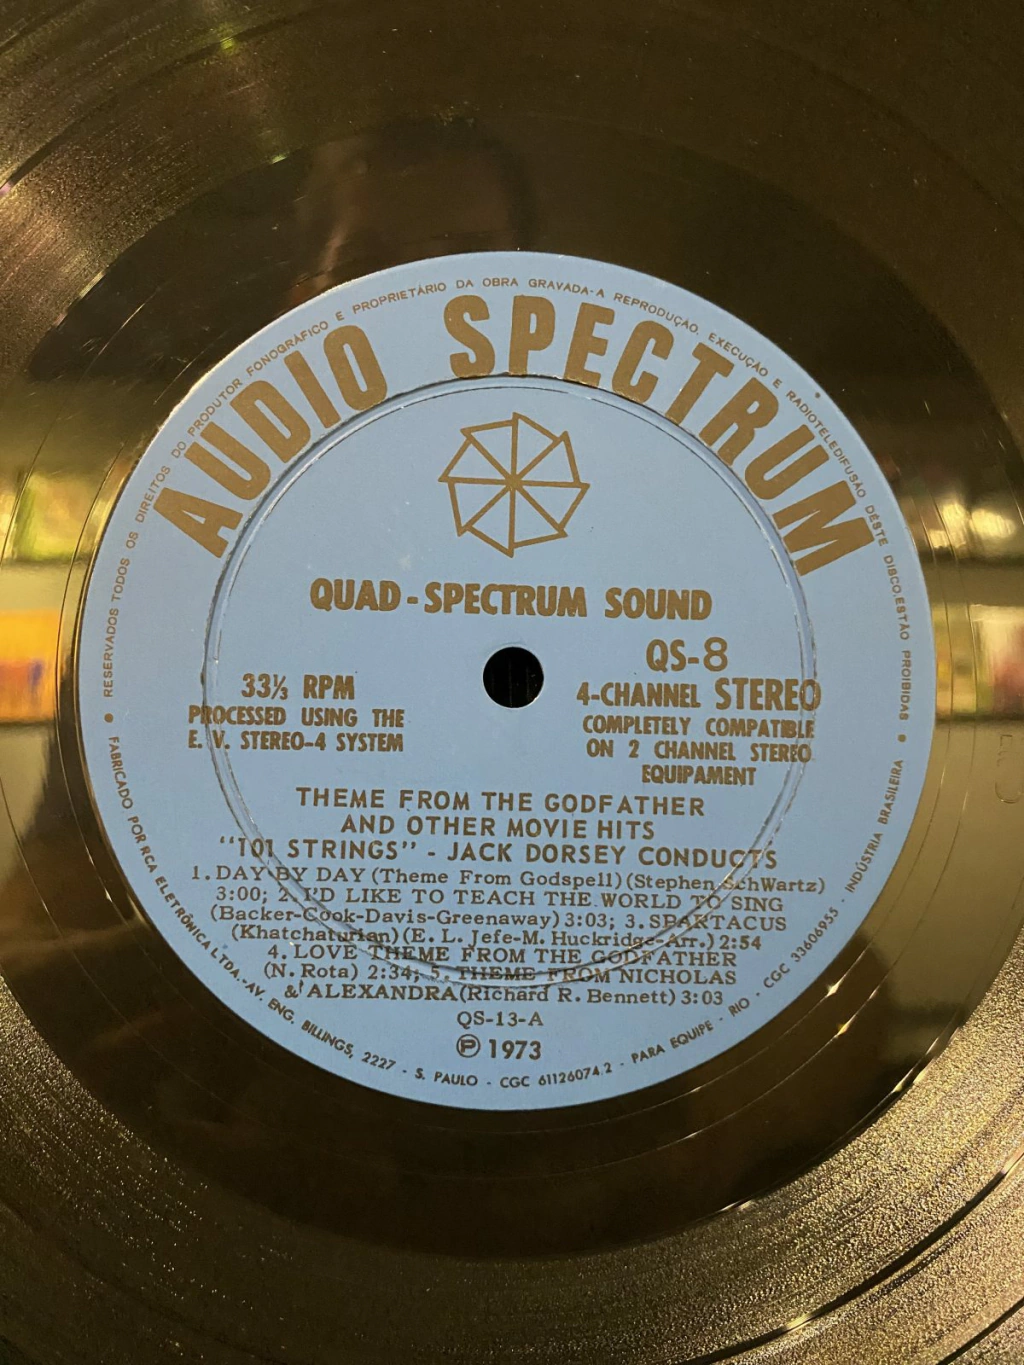 RESERVADOS TODOS OS DIREITOS DO PRODUTOR FONOGRÁFICO E PROPRIETÁRIO DA OBRA GRAVADA-A REPRODUÇÃO, EXECUÇÃO E RADIOTELEDIFUSÃO DÊSTE DISCO,ESTÃO PROIBIDAS
AUDIO SPECTRUM
QUAD-SPECTRUM SOUND
QS-8
33⅓ RPM
PROCESSED USING THE
E. V. STEREO-4 SYSTEM
4-CHANNEL STEREO
COMPLETELY COMPATIBLE
ON 2 CHANNEL STEREO
EQUIPAMENT
THEME FROM THE GODFATHER
AND OTHER MOVIE HITS
"101 STRINGS" - JACK DORSEY CONDUCTS
1. DAY BY DAY (Theme From Godspell) (Stephen SchWartz)
3:00; 2. I'D LIKE TO TEACH THE WORLD TO SING
(Backer-Cook-Davis-Greenaway) 3:03; 3. SPARTACUS
(Khatchaturian) (E. L. Jefe-M. Huckridge-Arr.) 2:54
4. LOVE THEME FROM THE GODFATHER
(N. Rota) 2:34; 5. THEME FROM NICHOLAS
& ALEXANDRA (Richard R. Bennett) 3:03
QS-13-A
℗ 1973
FABRICADO POR RCA ELETRÔNICA LTDA.-AV. ENG. BILLINGS, 2227 - S. PAULO - CGC 61126074,2 - PARA EQUIPE - RIO - CGC 33606955 - INDÚSTRIA BRASILEIRA